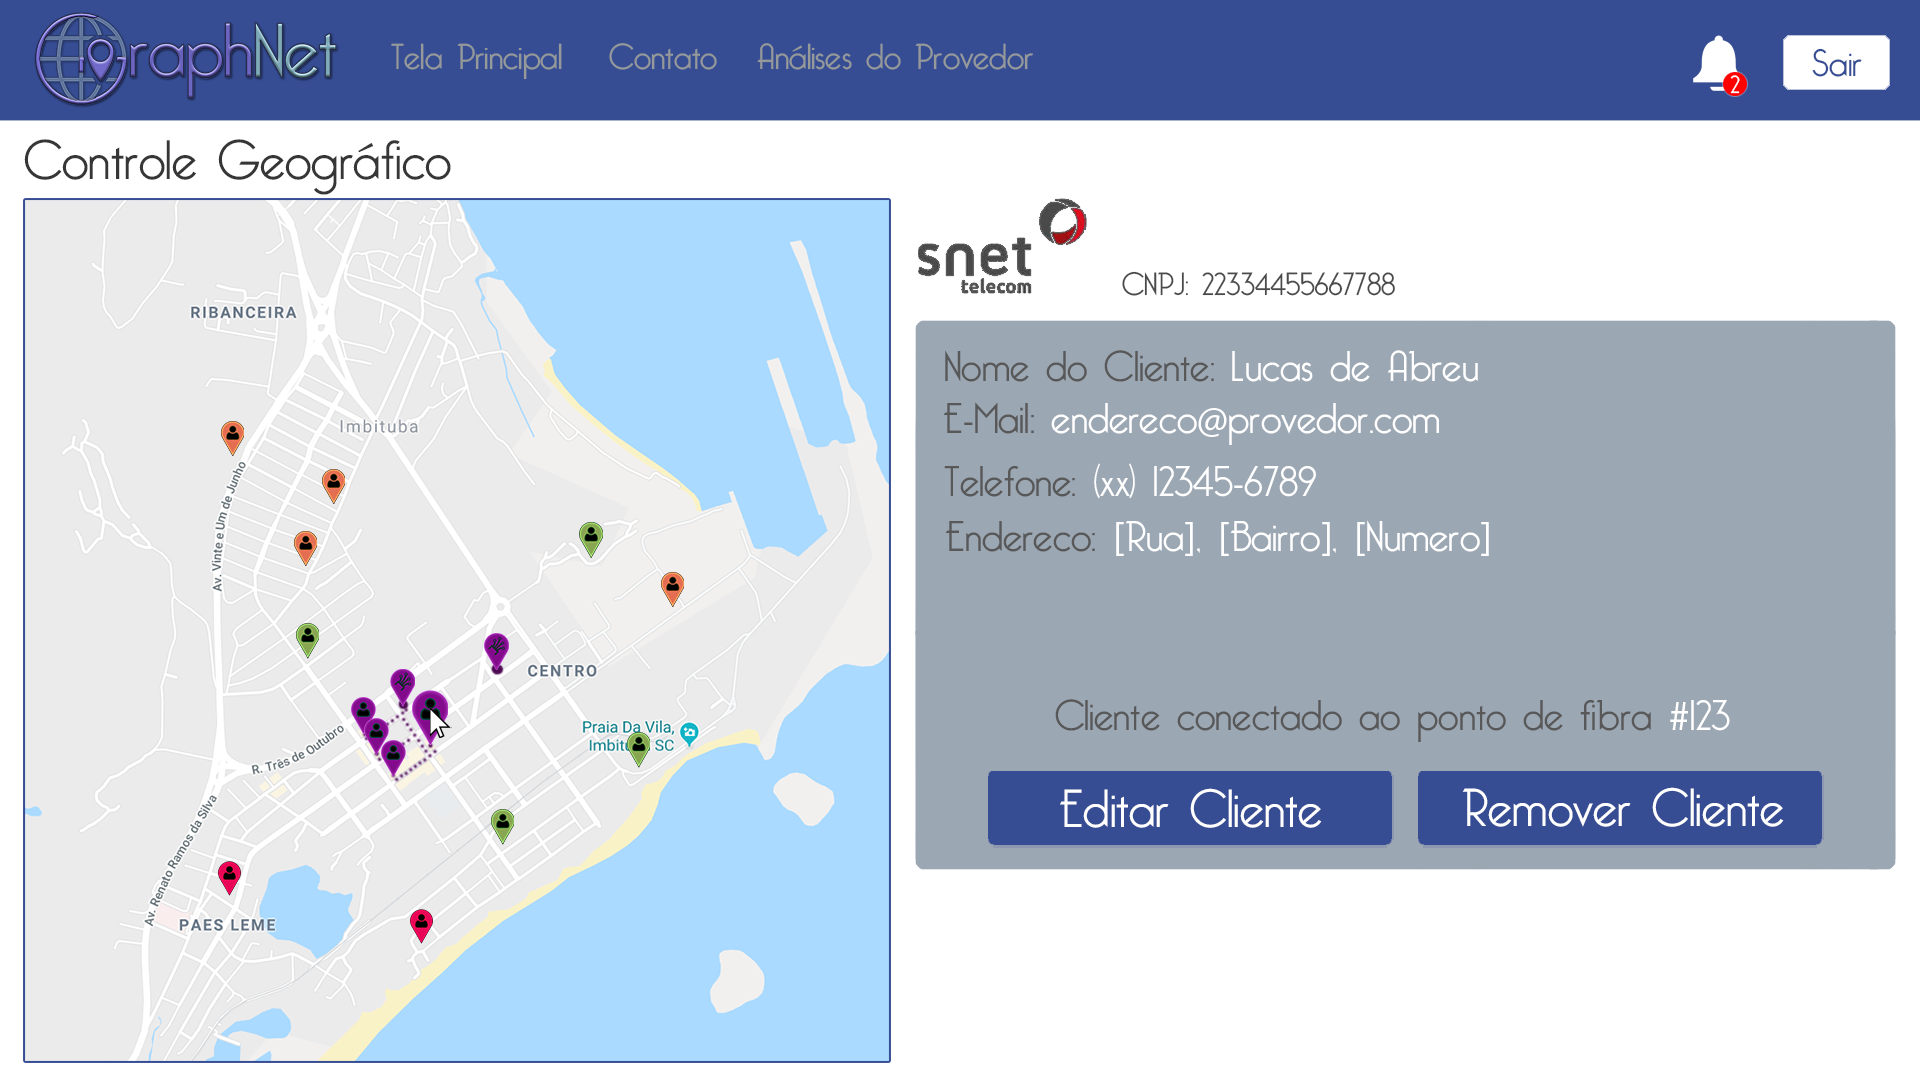 GraphNet
Tela Principal
Contato
Análises do Provedor
2
Sair
Controle Geográfico
RIBANCEIRA
Imbituba
Av. Vinte e Um de Junho
CENTRO
Praia Da Vila,
Imbituba SC
R. Três de Outubro
Av. Renato Ramos da Silva
PAES LEME
snet
telecom
CNPJ: 22334455667788
Nome do Cliente: Lucas de Abreu
E-Mail: endereco@provedor.com
Telefone: (xx) 12345-6789
Endereco: [Rua], [Bairro], [Numero]
Cliente conectado ao ponto de fibra #123
Editar Cliente
Remover Cliente